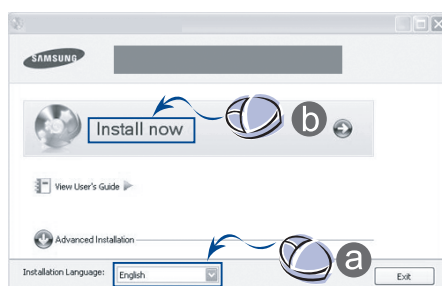 SAMSUNG
Install now
b
View User's Guide
Advanced Installation
a
Installation Language: English
Exit